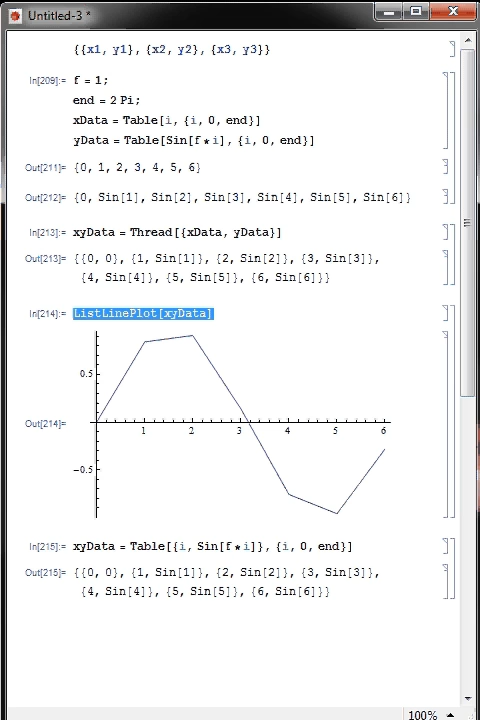 Untitled-3 *
{{x1, y1}, {x2, y2}, {x3, y3}}
In[209]:= f = 1;
end = 2 Pi;
xData = Table[i, {i, 0, end}]
yData = Table[Sin[f * i], {i, 0, end}]
Out[211]= {0, 1, 2, 3, 4, 5, 6}
Out[212]= {0, Sin[1], Sin[2], Sin[3], Sin[4], Sin[5], Sin[6]}
In[213]:= xyData = Thread[{xData, yData}]
Out[213]= {{0, 0}, {1, Sin[1]}, {2, Sin[2]}, {3, Sin[3]},
{4, Sin[4]}, {5, Sin[5]}, {6, Sin[6]}}
In[214]:= ListLinePlot[xyData]
0.5
Out[214]=
1 2 3 4 5 6
-0.5
In[215]:= xyData = Table[{i, Sin[f * i]}, {i, 0, end}]
Out[215]= {{0, 0}, {1, Sin[1]}, {2, Sin[2]}, {3, Sin[3]},
{4, Sin[4]}, {5, Sin[5]}, {6, Sin[6]}}
100%